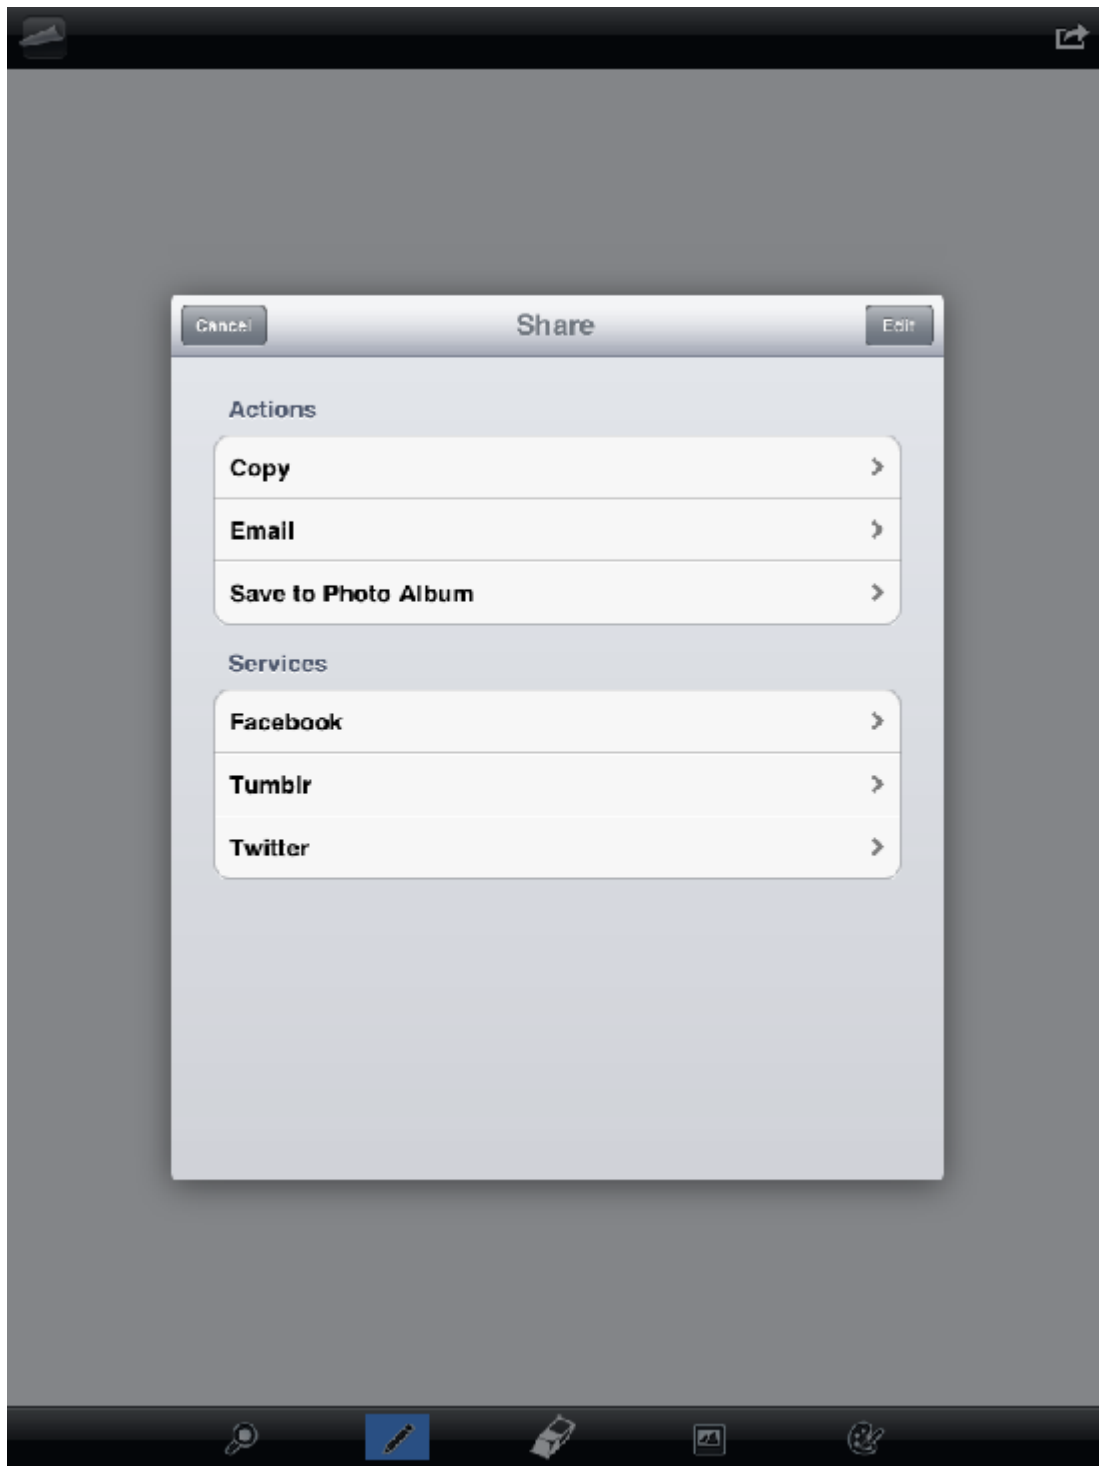 Cancel
Share
Edit
Actions
Copy
Email
Save to Photo Album
Services
Facebook
Tumblr
Twitter